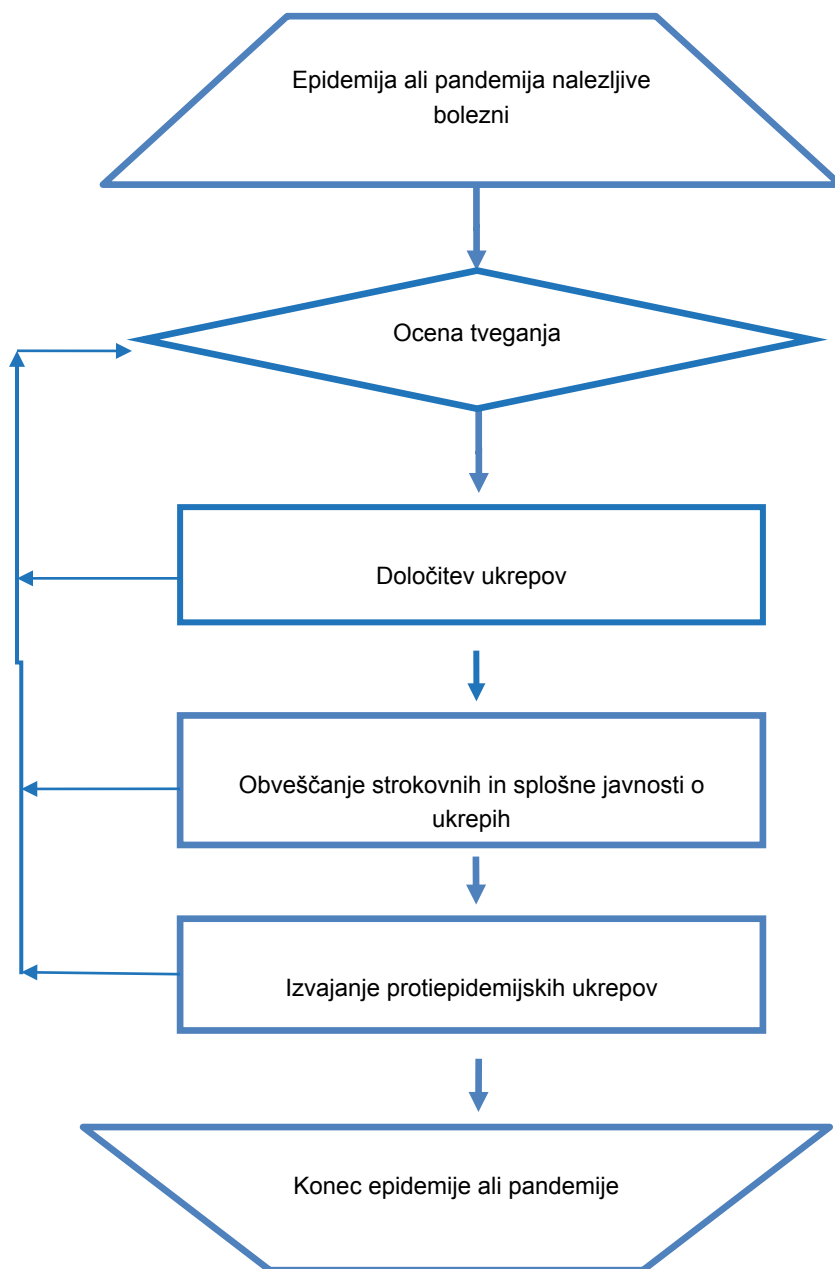 Epidemija ali pandemija nalezljive
bolezni
Ocena tveganja
Določitev ukrepov
Obveščanje strokovnih in splošne javnosti o
ukrepih
Izvajanje protiepidemijskih ukrepov
Konec epidemije ali pandemije